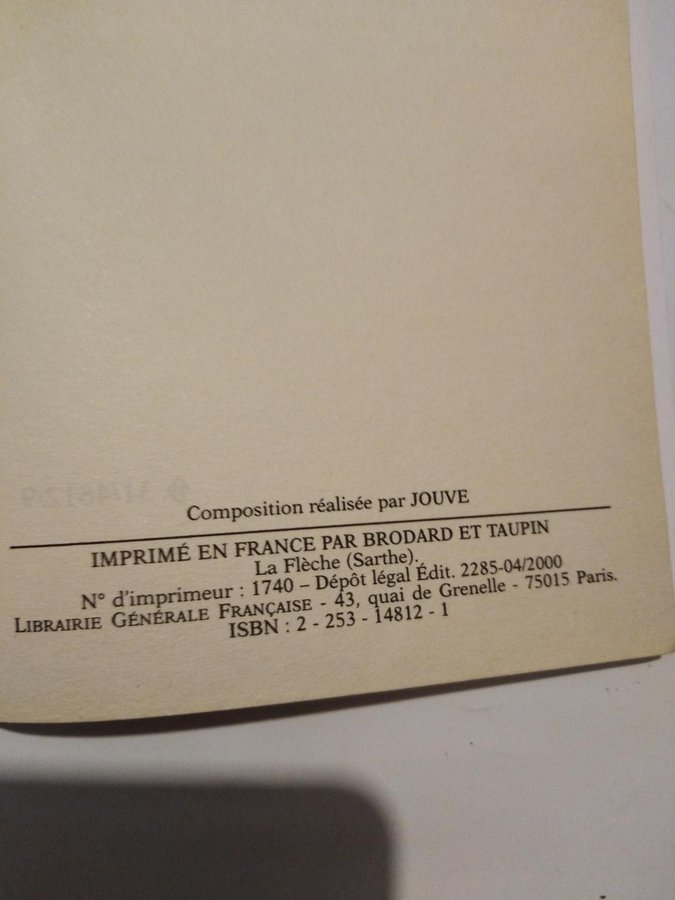 Composition réalisée par JOUVE
IMPRIMÉ EN FRANCE PAR BRODARD ET TAUPIN
La Flèche (Sarthe).
N° d'imprimeur : 1740 – Dépôt légal Édit. 2285-04/2000
LIBRAIRIE GÉNÉRALE FRANÇAISE - 43, quai de Grenelle - 75015 Paris.
ISBN : 2 - 253 - 14812 - 1